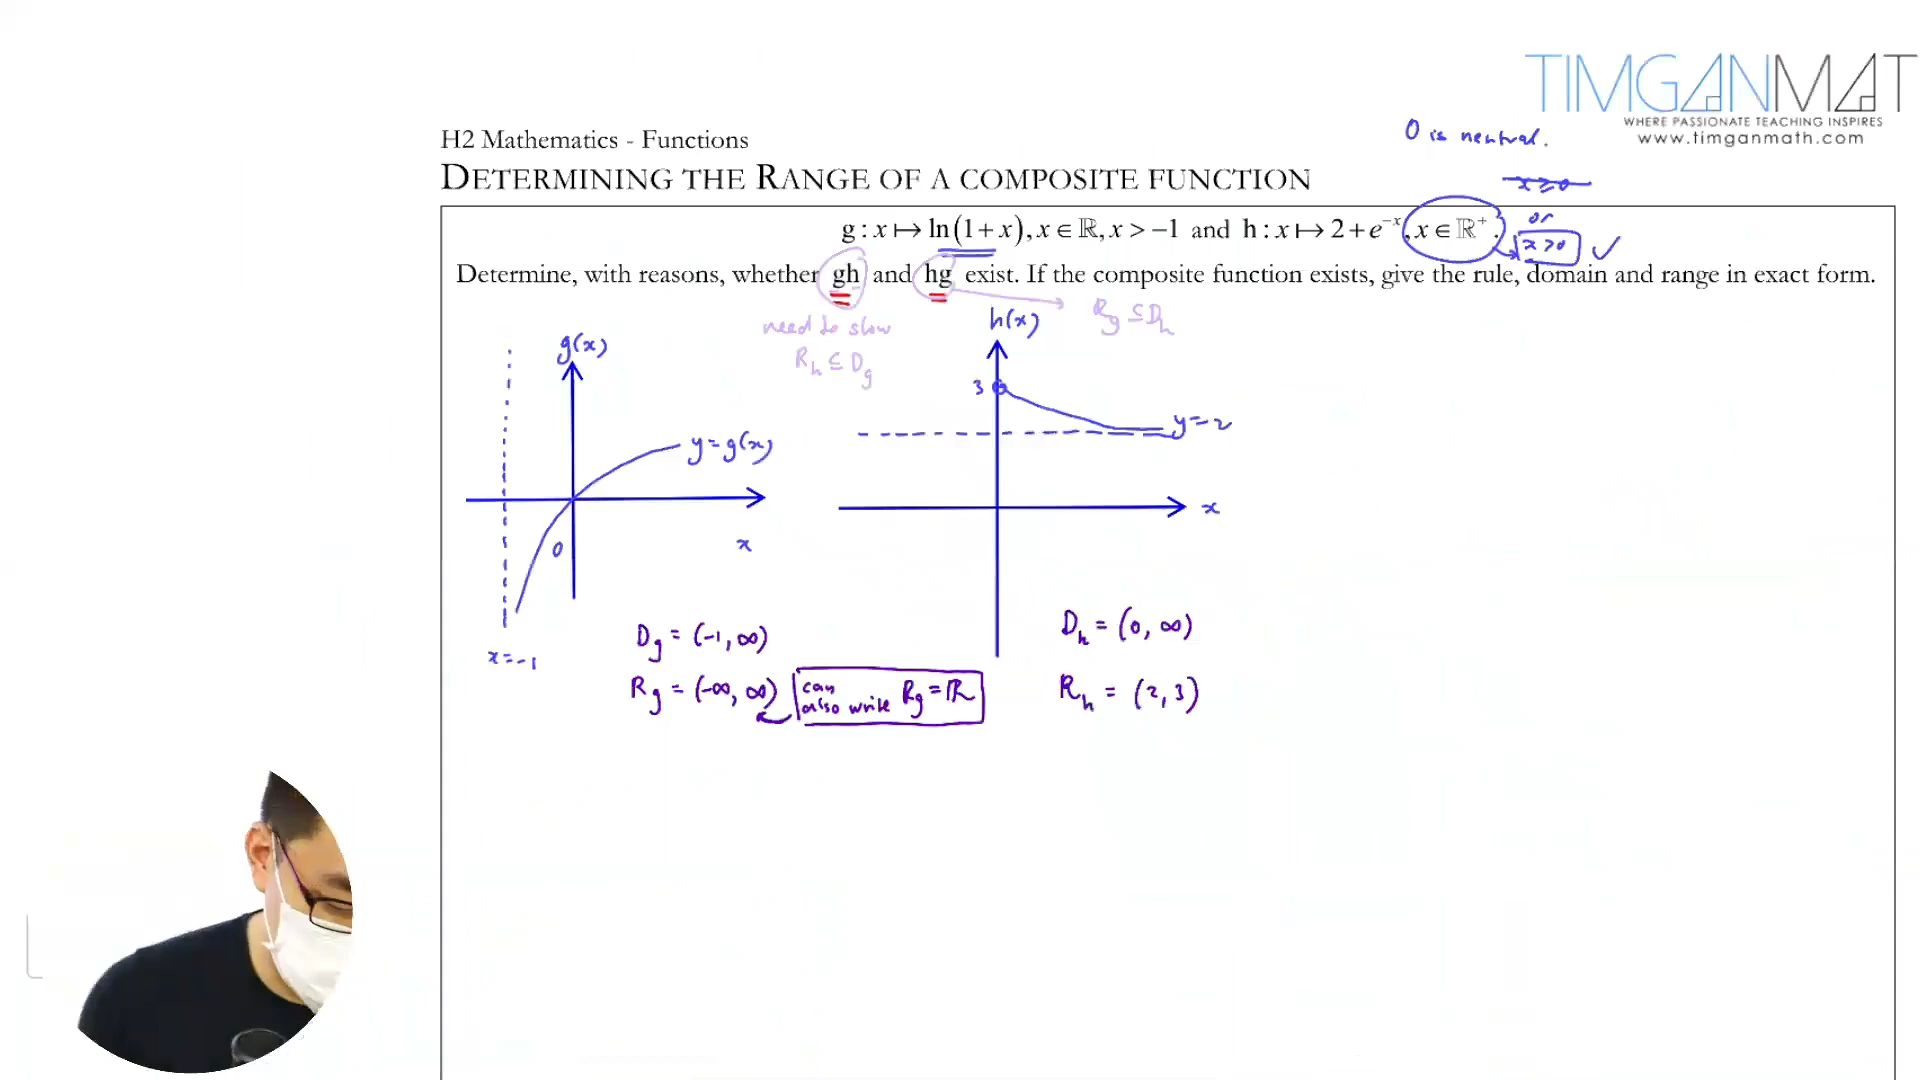 TIMGANMAT
WHERE PASSIONATE TEACHING INSPIRES
www.timganmath.com
0 is neutral.
H2 Mathematics - Functions
DETERMINING THE RANGE OF A COMPOSITE FUNCTION
x ≥ 0
or
x > 0 ✓
g : x ↦ ln(1 + x), x ∈ ℝ, x > −1 and h : x ↦ 2 + e⁻ˣ, x ∈ ℝ⁺.
Determine, with reasons, whether gh and hg exist. If the composite function exists, give the rule, domain and range in exact form.
need to show
R_h ⊆ D_g
R_g ⊆ D_h
g(x)
y = g(x)
0
x
x = -1
h(x)
3
y = 2
x
D_g = (-1, ∞)
R_g = (-∞, ∞)
can also write R_g = ℝ
D_h = (0, ∞)
R_h = (2, 3)